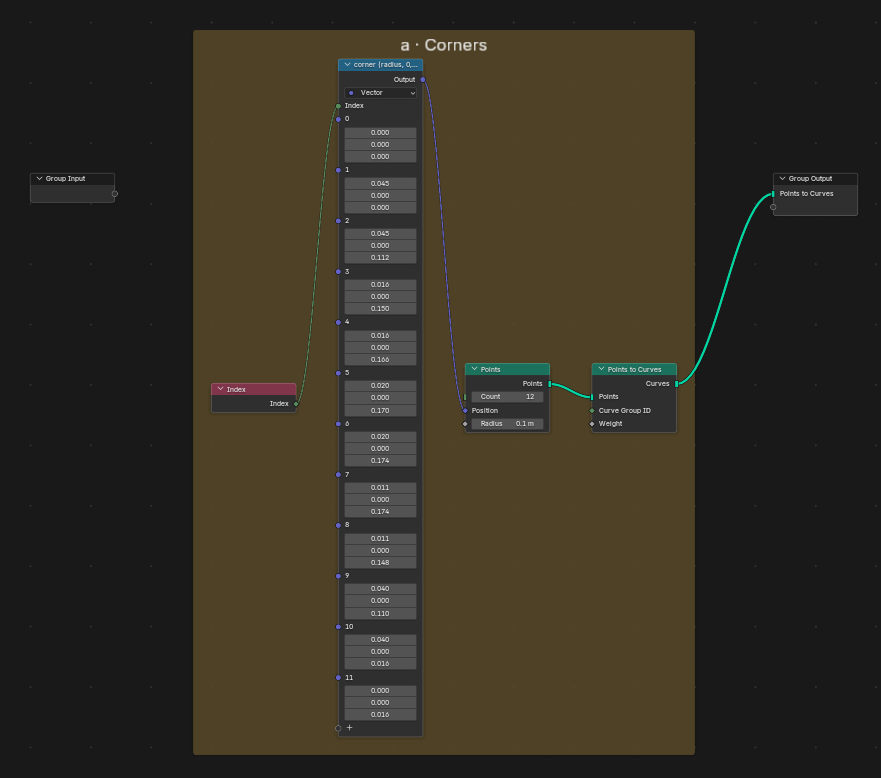 a · Corners
corner (radius, 0,...
Output
Vector
Index
0
0.000
0.000
0.000
1
0.045
0.000
0.000
2
0.045
0.000
0.112
3
0.016
0.000
0.150
4
0.016
0.000
0.166
5
0.020
0.000
0.170
6
0.020
0.000
0.174
7
0.011
0.000
0.174
8
0.011
0.000
0.148
9
0.040
0.000
0.110
10
0.040
0.000
0.016
11
0.000
0.000
0.016
+
Group Input
Index
Index
Points
Points
Count 12
Position
Radius 0.1 m
Points to Curves
Curves
Points
Curve Group ID
Weight
Group Output
Points to Curves